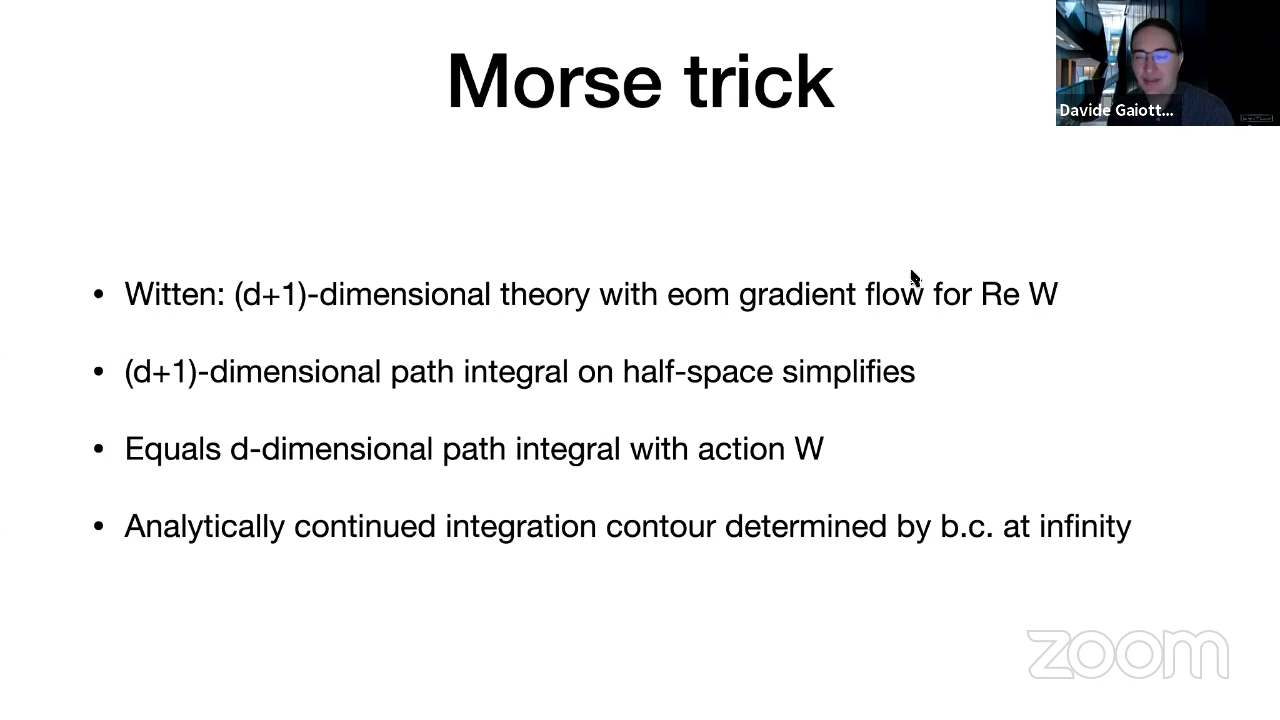 Morse trick
Davide Gaiott...
• Witten: (d+1)-dimensional theory with eom gradient flow for Re W
• (d+1)-dimensional path integral on half-space simplifies
• Equals d-dimensional path integral with action W
• Analytically continued integration contour determined by b.c. at infinity
zoom